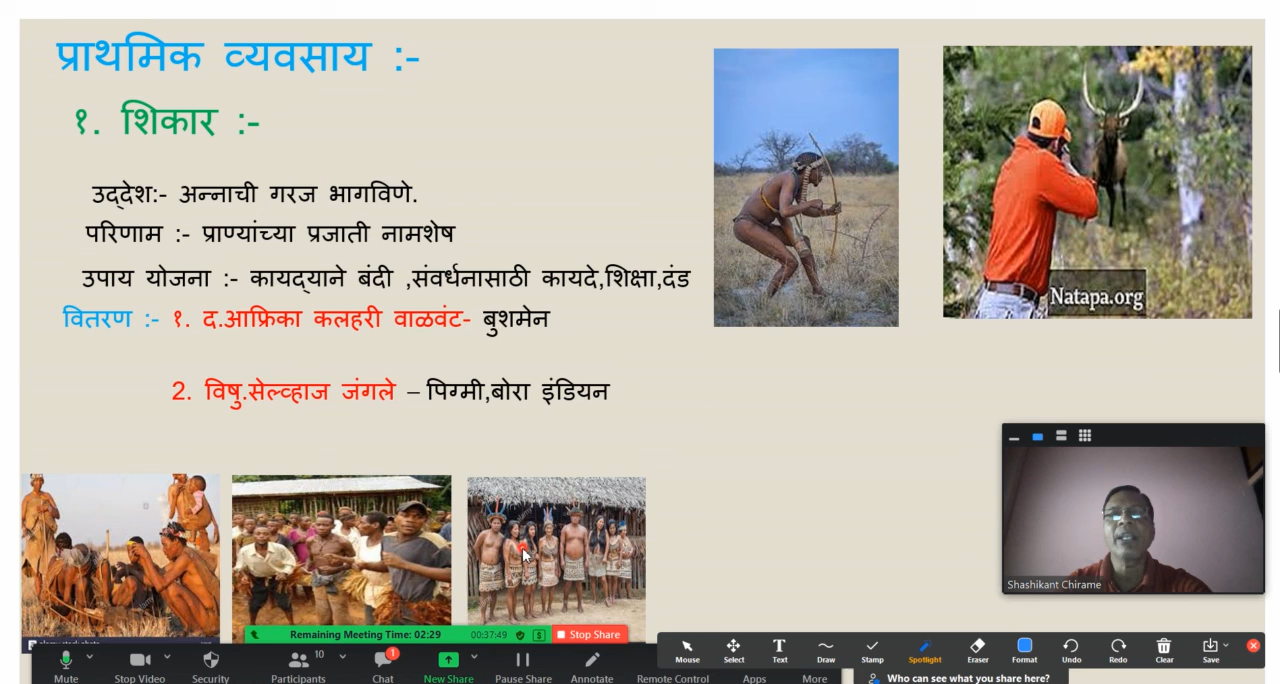 प्राथमिक व्यवसाय :-
१. शिकार :-
उद्देश:- अन्नाची गरज भागविणे.
परिणाम :- प्राण्यांच्या प्रजाती नामशेष
उपाय योजना :- कायद्याने बंदी ,संवर्धनासाठी कायदे,शिक्षा,दंड
वितरण :- १. द.आफ्रिका कलहरी वाळवंट- बुशमेन
2. विषु.सेल्व्हाज जंगले – पिग्मी,बोरा इंडियन
Natapa.org
Shashikant Chirame
Remaining Meeting Time: 02:29
00:37:49
Stop Share
Mouse
Select
Text
Draw
Stamp
Spotlight
Eraser
Format
Undo
Redo
Clear
Save
Mute
Stop Video
Security
Participants
10
Chat
1
New Share
Pause Share
Annotate
Remote Control
Apps
More
Who can see what you share here?